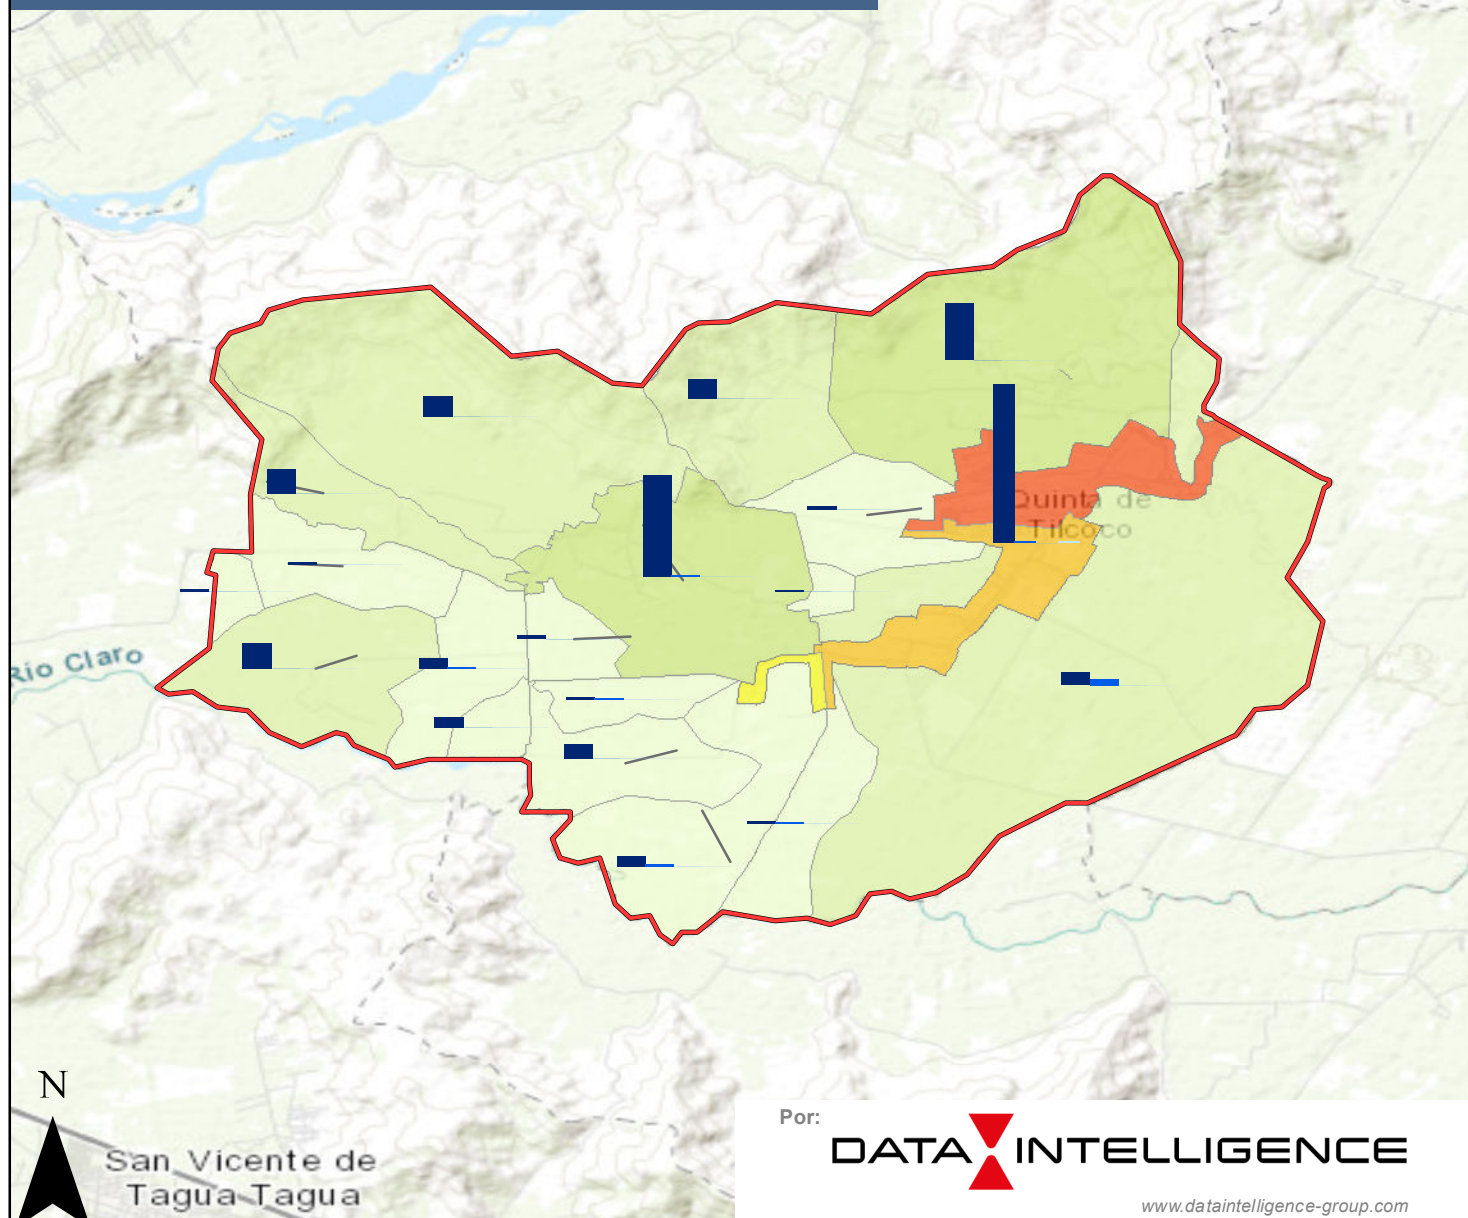 Quinta de
Tilcoco
Rio Claro
N
San Vicente de
Tagua Tagua
Por:
DATA INTELLIGENCE
www.dataintelligence-group.com